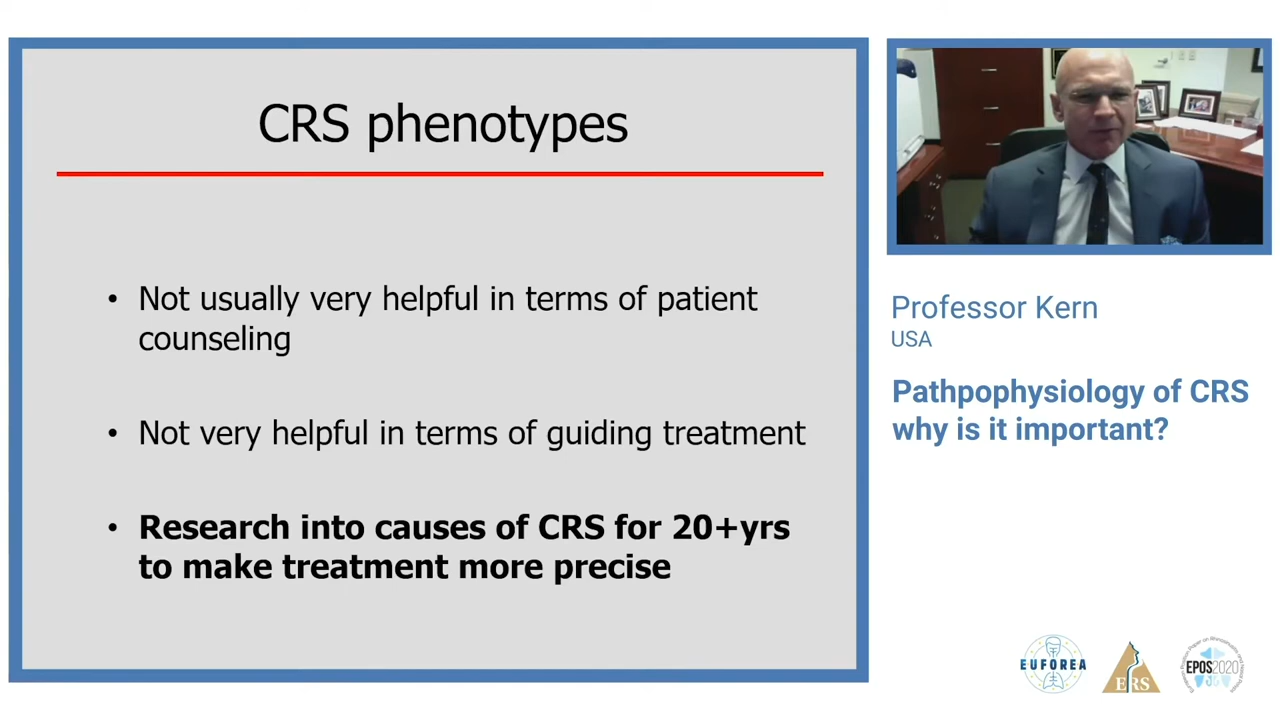 CRS phenotypes
• Not usually very helpful in terms of patient
counseling
• Not very helpful in terms of guiding treatment
• Research into causes of CRS for 20+yrs
to make treatment more precise
Professor Kern
USA
Pathpophysiology of CRS
why is it important?
EUFOREA
ERS
EPOS2020